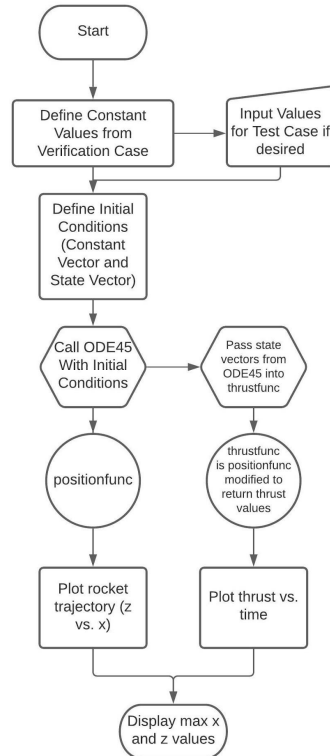 Start
Define Constant
Values from
Verification Case
Input Values
for Test Case if
desired
Define Initial
Conditions
(Constant
Vector and
State Vector)
Call ODE45
With Initial
Conditions
Pass state
vectors from
ODE45 into
thrustfunc
positionfunc
thrustfunc
is positionfunc
modified to
return thrust
values
Plot rocket
trajectory (z
vs. x)
Plot thrust vs.
time
Display max x
and z values